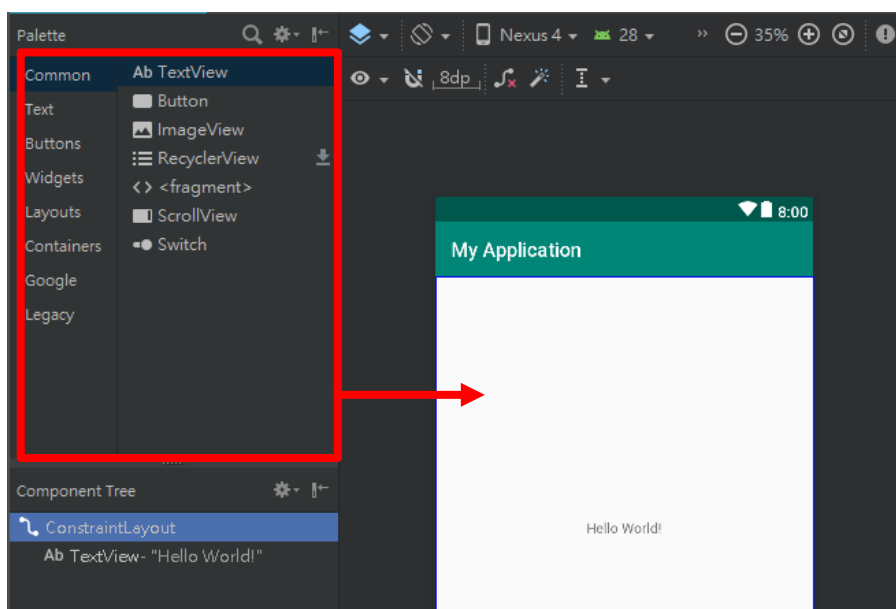 Palette
Nexus 4
28
35%
8dp
Common
Text
Buttons
Widgets
Layouts
Containers
Google
Legacy
Ab TextView
Button
ImageView
RecyclerView
<> <fragment>
ScrollView
Switch
8:00
My Application
Hello World!
Component Tree
ConstraintLayout
Ab TextView- "Hello World!"